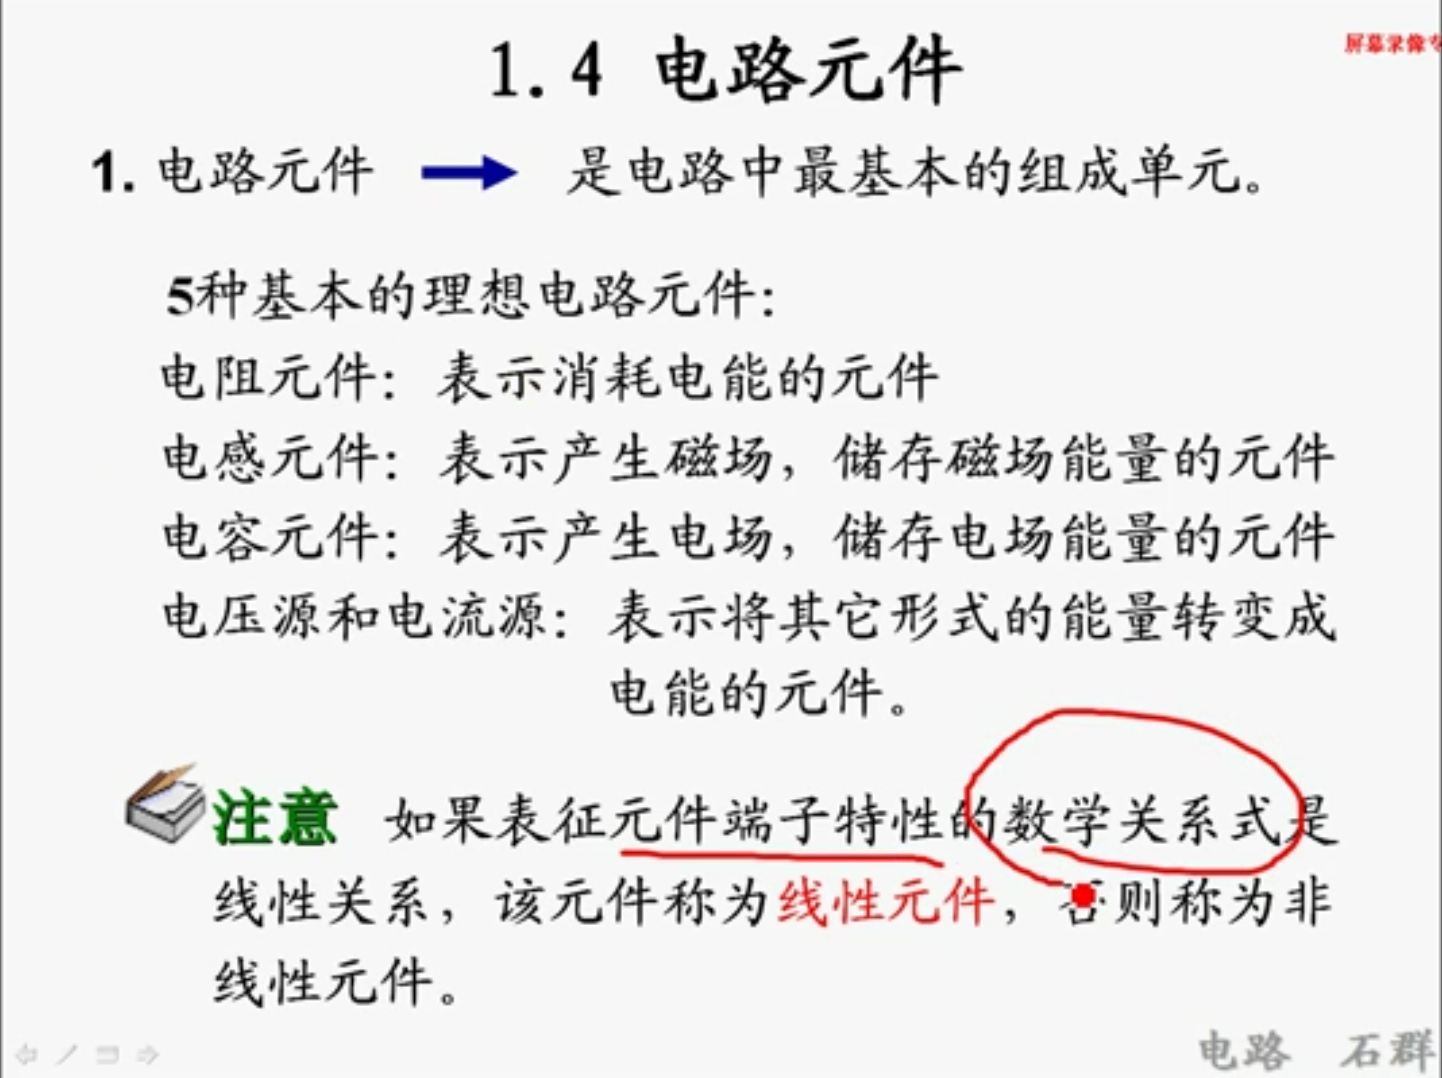 屏幕录像专
1.4 电路元件
1. 电路元件 是电路中最基本的组成单元。
5种基本的理想电路元件：
电阻元件：表示消耗电能的元件
电感元件：表示产生磁场，储存磁场能量的元件
电容元件：表示产生电场，储存电场能量的元件
电压源和电流源：表示将其它形式的能量转变成
电能的元件。
注意 如果表征元件端子特性的数学关系式是
线性关系，该元件称为线性元件，否则称为非
线性元件。
电路 石群